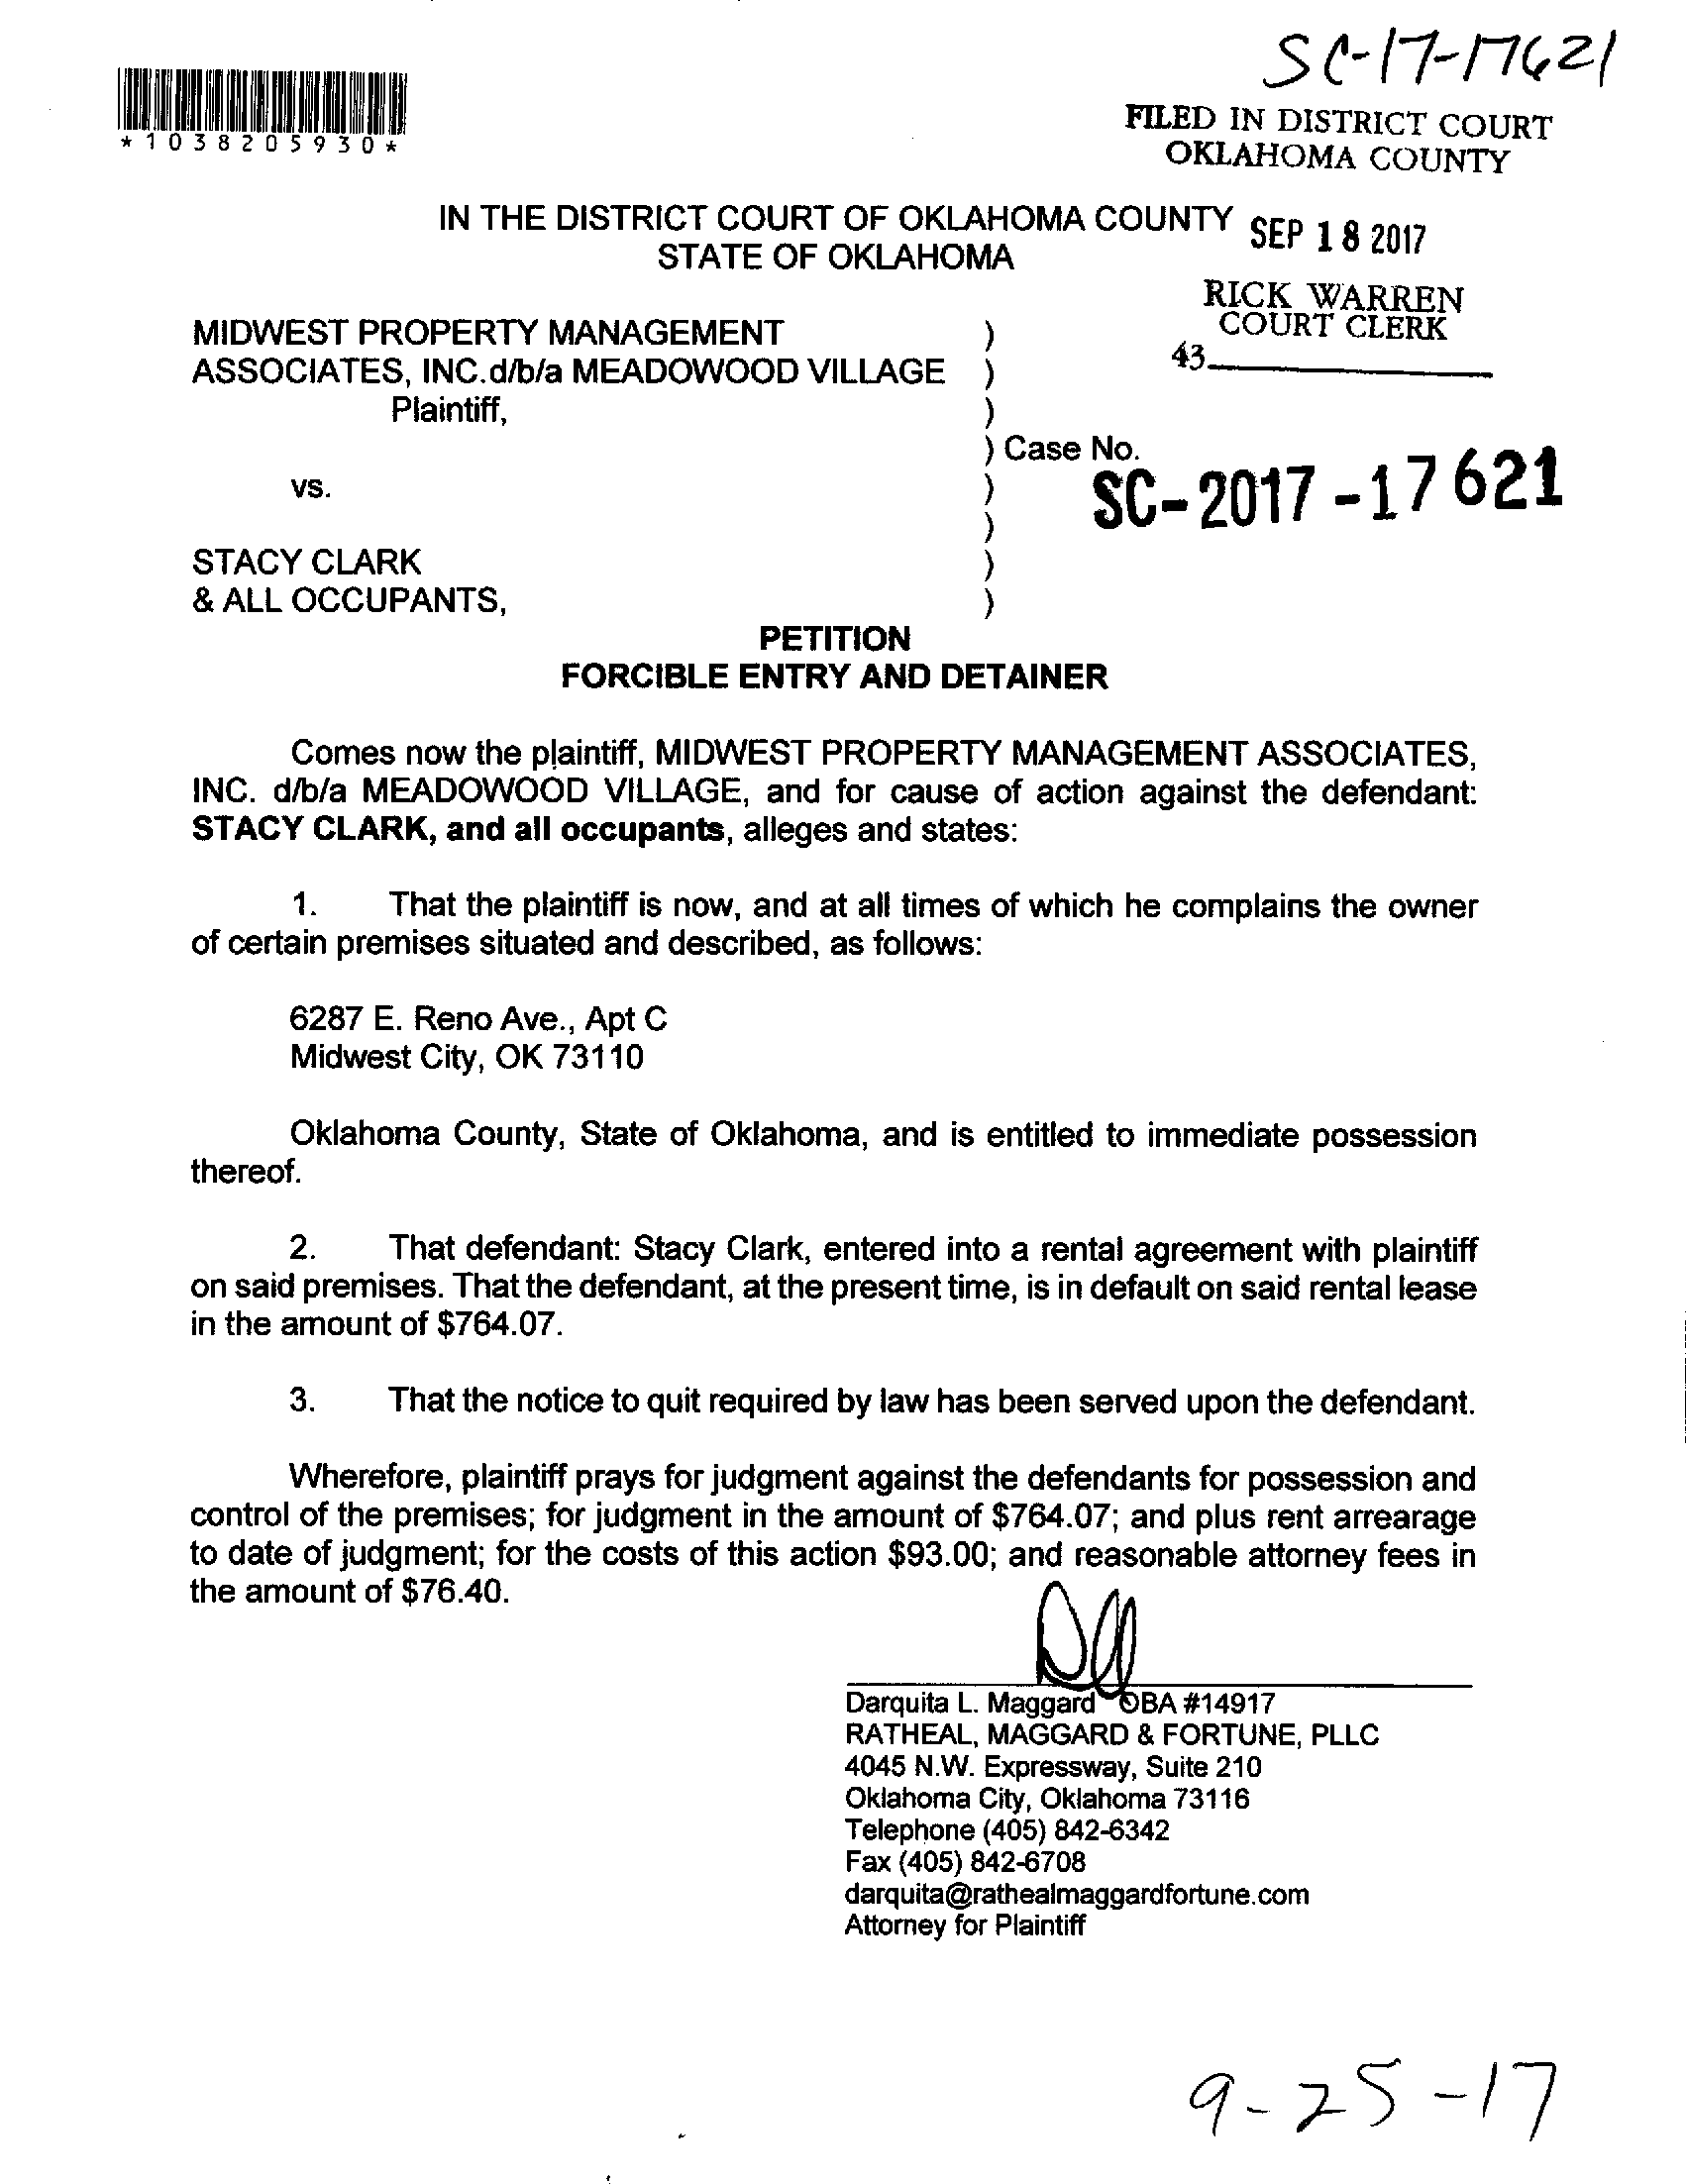 SC-17-17621
*1038205930*
FILED IN DISTRICT COURT
OKLAHOMA COUNTY
IN THE DISTRICT COURT OF OKLAHOMA COUNTY
STATE OF OKLAHOMA
SEP 18 2017
RICK WARREN
COURT CLERK
43
MIDWEST PROPERTY MANAGEMENT )
ASSOCIATES, INC.d/b/a MEADOWOOD VILLAGE )
Plaintiff, )
) Case No.
SC-2017-17621
vs. )
)
STACY CLARK )
& ALL OCCUPANTS, )
PETITION
FORCIBLE ENTRY AND DETAINER
Comes now the plaintiff, MIDWEST PROPERTY MANAGEMENT ASSOCIATES,
INC. d/b/a MEADOWOOD VILLAGE, and for cause of action against the defendant:
STACY CLARK, and all occupants, alleges and states:
1. That the plaintiff is now, and at all times of which he complains the owner
of certain premises situated and described, as follows:
6287 E. Reno Ave., Apt C
Midwest City, OK 73110
Oklahoma County, State of Oklahoma, and is entitled to immediate possession
thereof.
2. That defendant: Stacy Clark, entered into a rental agreement with plaintiff
on said premises. That the defendant, at the present time, is in default on said rental lease
in the amount of $764.07.
3. That the notice to quit required by law has been served upon the defendant.
Wherefore, plaintiff prays for judgment against the defendants for possession and
control of the premises; for judgment in the amount of $764.07; and plus rent arrearage
to date of judgment; for the costs of this action $93.00; and reasonable attorney fees in
the amount of $76.40.
Darquita L. Maggard OBA #14917
RATHEAL, MAGGARD & FORTUNE, PLLC
4045 N.W. Expressway, Suite 210
Oklahoma City, Oklahoma 73116
Telephone (405) 842-6342
Fax (405) 842-6708
darquita@rathealmaggardfortune.com
Attorney for Plaintiff
9-25-17